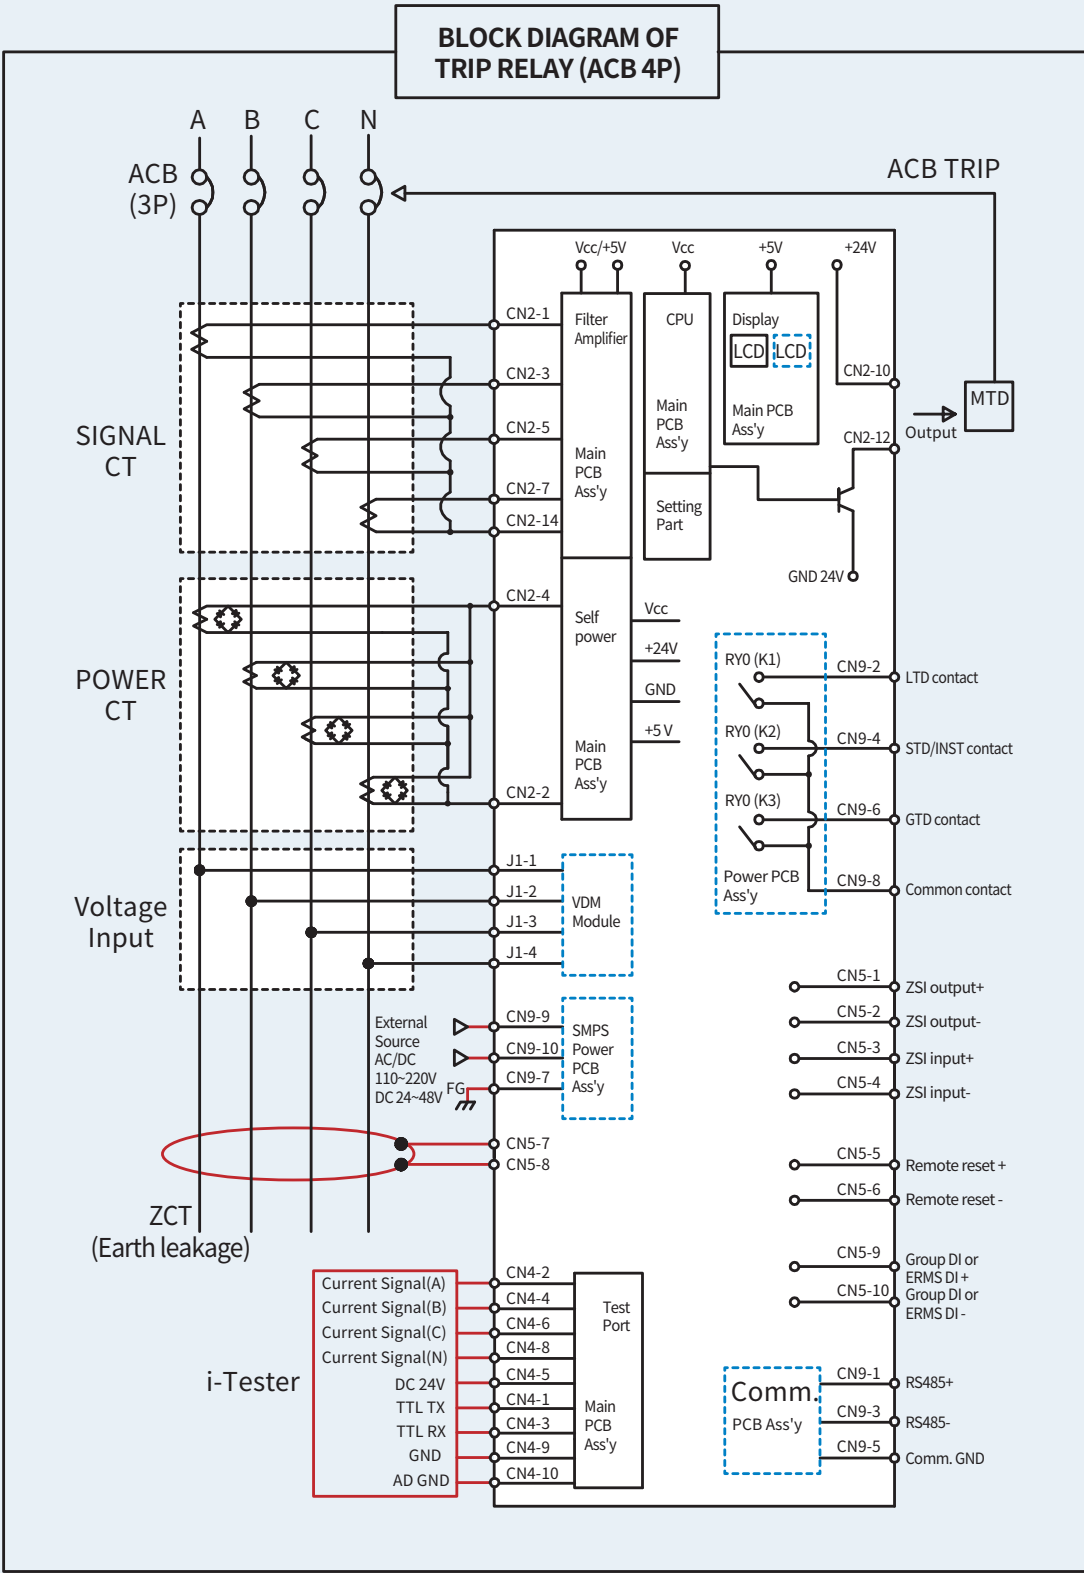 BLOCK DIAGRAM OF
TRIP RELAY (ACB 4P)
A B C N
ACB
(3P)
ACB TRIP
Vcc/+5V
Vcc
+5V
+24V
CN2-1
CN2-3
CN2-5
CN2-7
CN2-14
Filter
Amplifier
Main
PCB
Ass'y
CPU
Main
PCB
Ass'y
Setting
Part
Display
LCD LCD
Main PCB
Ass'y
CN2-10
MTD
Output
CN2-12
GND 24V
SIGNAL
CT
POWER
CT
CN2-4
CN2-2
Self
power
Main
PCB
Ass'y
Vcc
+24V
GND
+5 V
RY0 (K1)
RY0 (K2)
RY0 (K3)
Power PCB
Ass'y
CN9-2 LTD contact
CN9-4 STD/INST contact
CN9-6 GTD contact
CN9-8 Common contact
Voltage
Input
J1-1
J1-2
J1-3
J1-4
VDM
Module
External
Source
AC/DC
110~220V
DC 24~48V
FG
CN9-9
CN9-10
CN9-7
SMPS
Power
PCB
Ass'y
CN5-7
CN5-8
ZCT
(Earth leakage)
CN5-1 ZSI output+
CN5-2 ZSI output-
CN5-3 ZSI input+
CN5-4 ZSI input-
CN5-5 Remote reset +
CN5-6 Remote reset -
CN5-9 Group DI or
ERMS DI +
CN5-10 Group DI or
ERMS DI -
i-Tester
Current Signal(A) CN4-2
Current Signal(B) CN4-4
Current Signal(C) CN4-6
Current Signal(N) CN4-8
DC 24V CN4-5
TTL TX CN4-1
TTL RX CN4-3
GND CN4-9
AD GND CN4-10
Test
Port
Main
PCB
Ass'y
Comm.
PCB Ass'y
CN9-1 RS485+
CN9-3 RS485-
CN9-5 Comm. GND